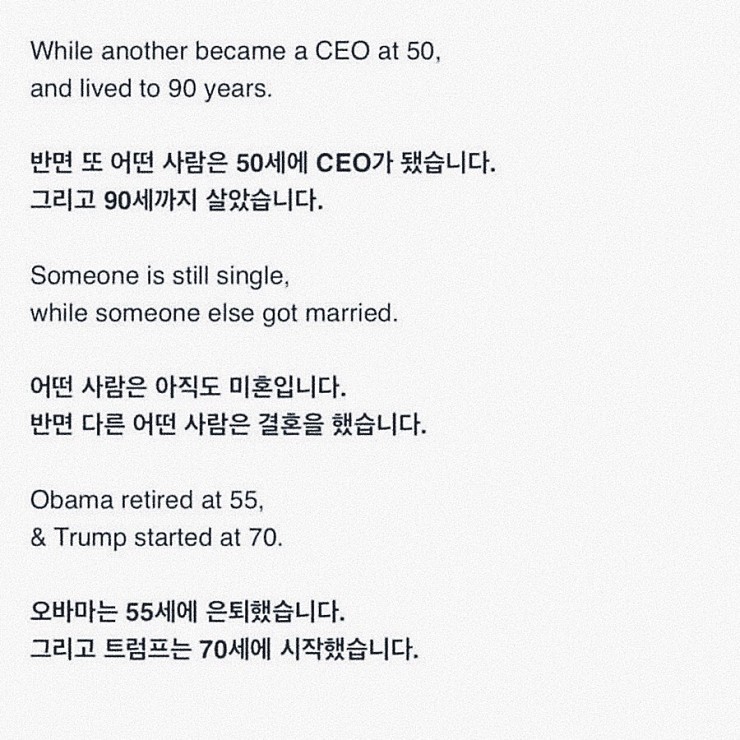 While another became a CEO at 50,
and lived to 90 years.
반면 또 어떤 사람은 50세에 CEO가 됐습니다.
그리고 90세까지 살았습니다.
Someone is still single,
while someone else got married.
어떤 사람은 아직도 미혼입니다.
반면 다른 어떤 사람은 결혼을 했습니다.
Obama retired at 55,
& Trump started at 70.
오바마는 55세에 은퇴했습니다.
그리고 트럼프는 70세에 시작했습니다.